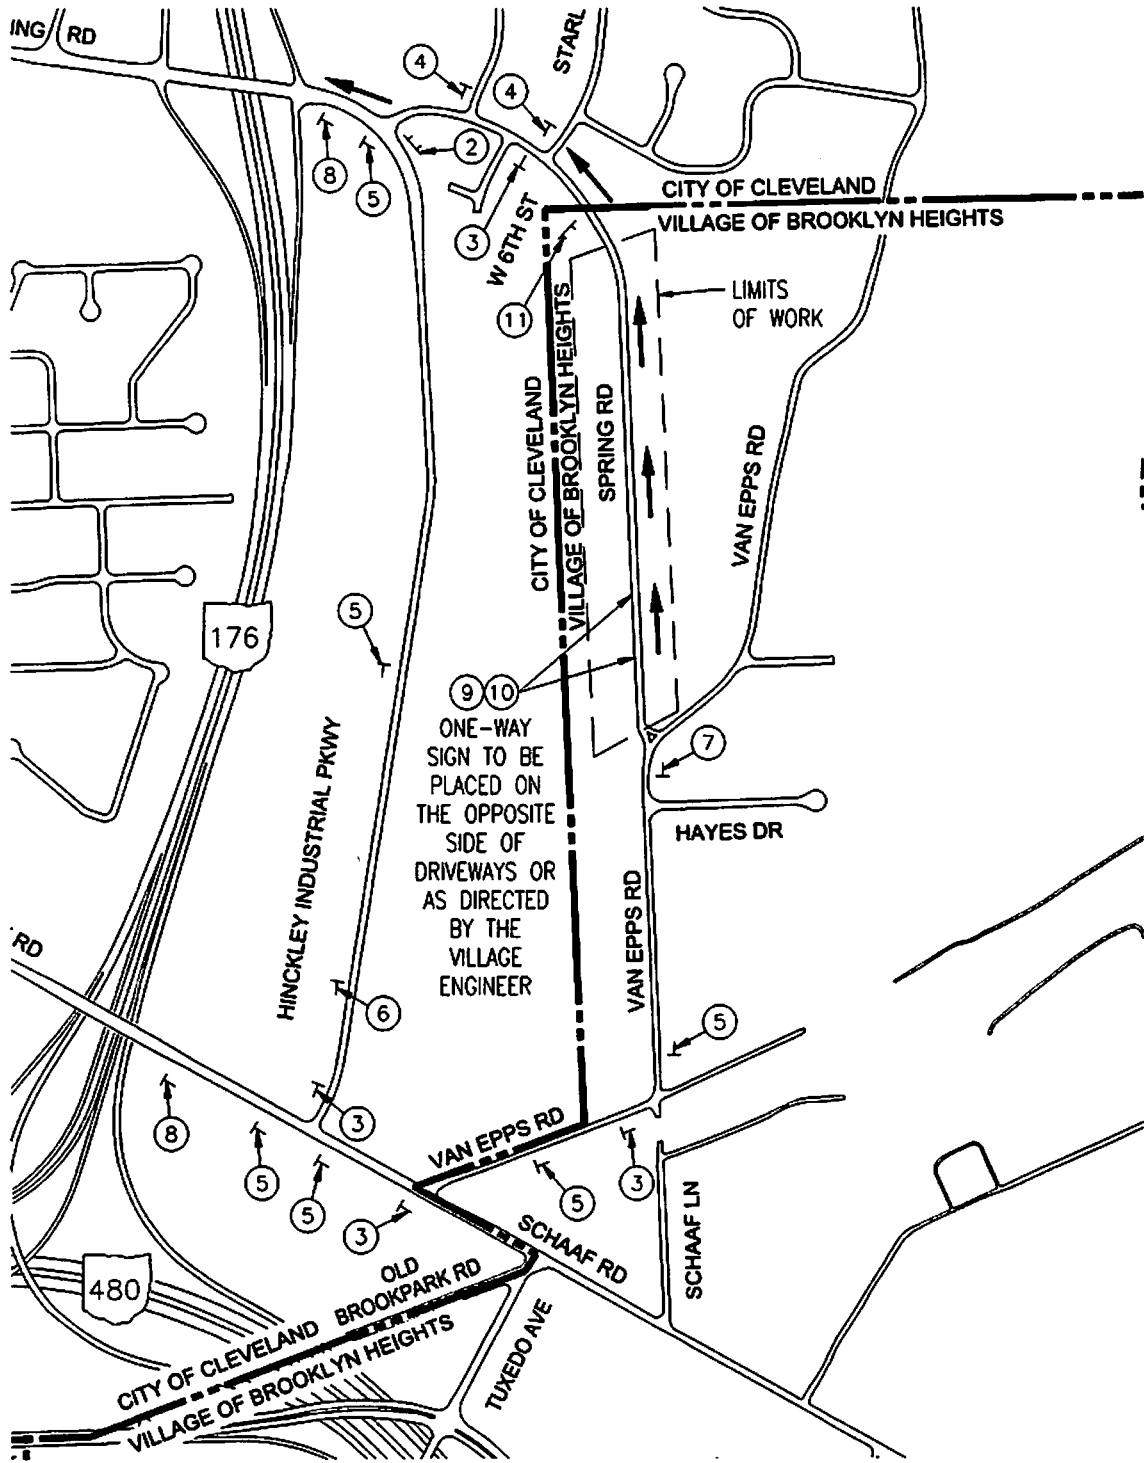 ING RD
STARL
4
4
2
8
5
3
W 6TH ST
11
CITY OF CLEVELAND
VILLAGE OF BROOKLYN HEIGHTS
LIMITS
OF WORK
CITY OF CLEVELAND
VILLAGE OF BROOKLYN HEIGHTS
SPRING RD
VAN EPPS RD
176
5
9 10
ONE-WAY
SIGN TO BE
PLACED ON
THE OPPOSITE
SIDE OF
DRIVEWAYS OR
AS DIRECTED
BY THE
VILLAGE
ENGINEER
7
HAYES DR
HINCKLEY INDUSTRIAL PKWY
VAN EPPS RD
RD
6
5
8
3
5
5
3
VAN EPPS RD
5
3
SCHAAF RD
SCHAAF LN
480
OLD
BROOKPARK RD
CITY OF CLEVELAND
VILLAGE OF BROOKLYN HEIGHTS
TUXEDO AVE